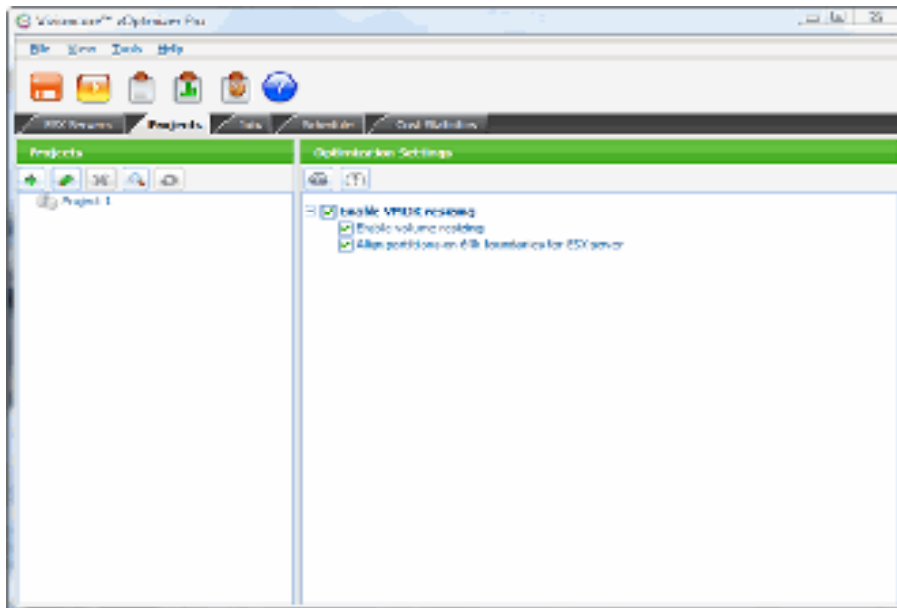 Vizioncore™ vOptimizer Pro
File View Tools Help
ESX Servers Projects Jobs Scheduler Cost Statistics
Projects
Optimization Settings
Project 1
Enable VMDK resizing
Enable volume resizing
Align partitions on 64k boundaries for ESX server